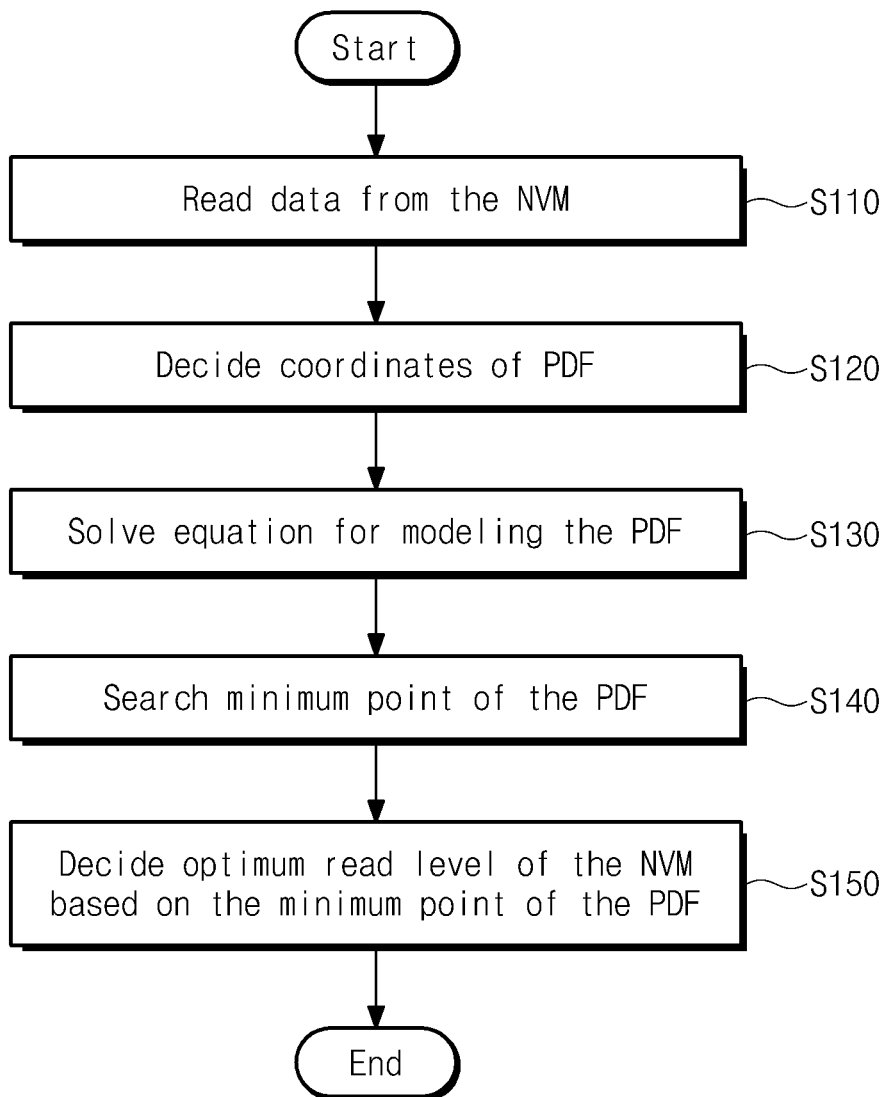 Start
Read data from the NVM
S110
Decide coordinates of PDF
S120
Solve equation for modeling the PDF
S130
Search minimum point of the PDF
S140
Decide optimum read level of the NVM
based on the minimum point of the PDF
S150
End